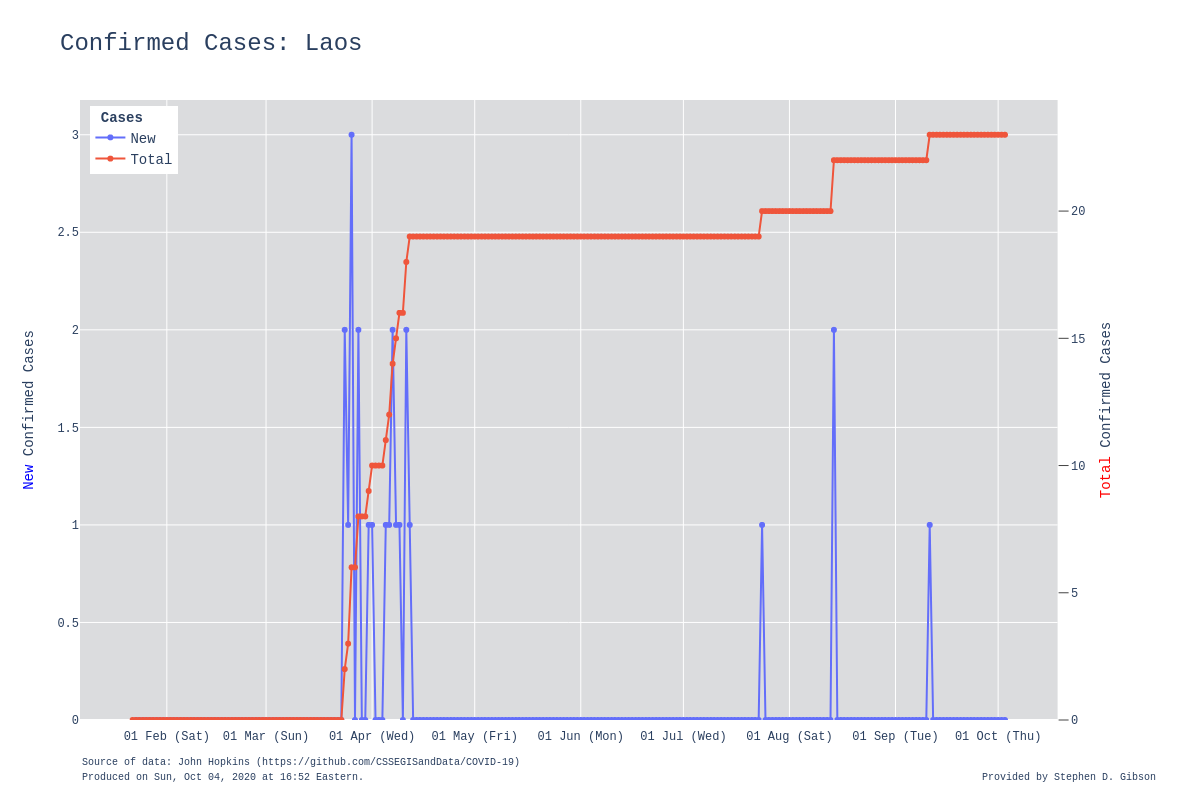 Confirmed Cases: Laos
Cases
New
Total
3
2.5
2
1.5
1
0.5
0
20
15
10
5
0
New Confirmed Cases
Total Confirmed Cases
01 Feb (Sat) 01 Mar (Sun) 01 Apr (Wed) 01 May (Fri) 01 Jun (Mon) 01 Jul (Wed) 01 Aug (Sat) 01 Sep (Tue) 01 Oct (Thu)
Source of data: John Hopkins (https://github.com/CSSEGISandData/COVID-19)
Produced on Sun, Oct 04, 2020 at 16:52 Eastern.
Provided by Stephen D. Gibson